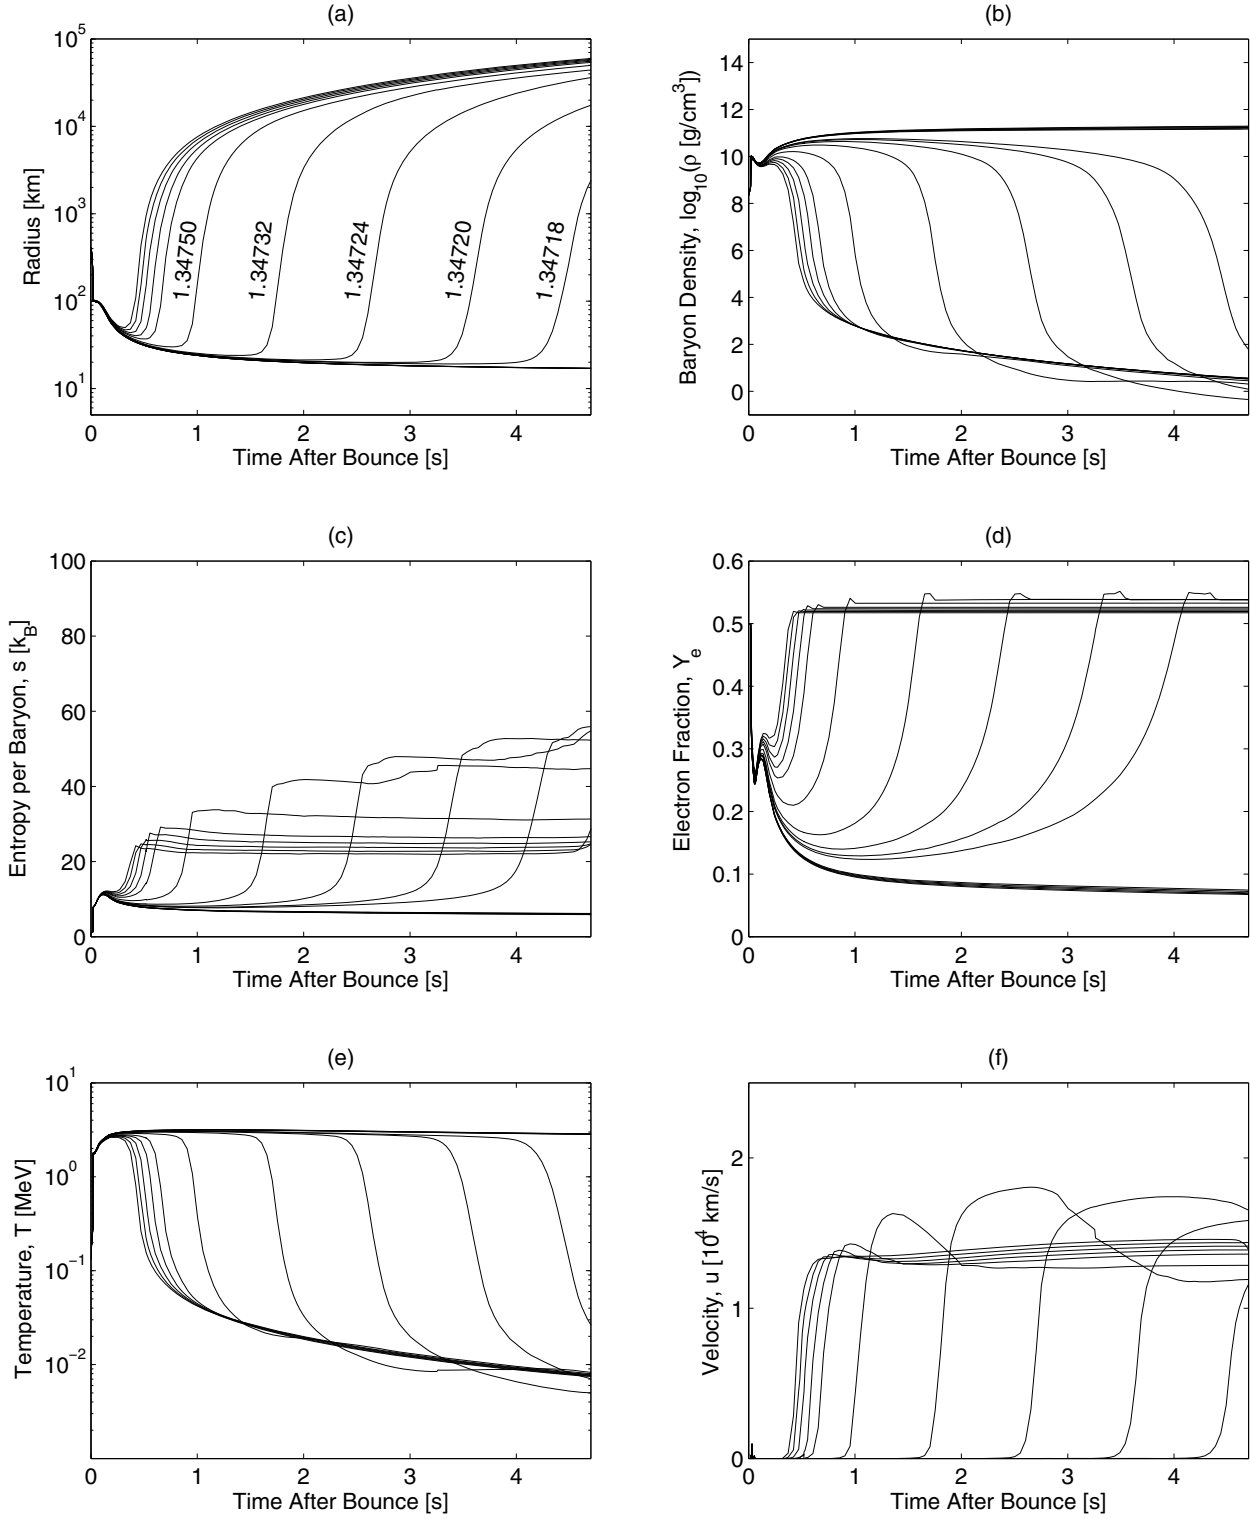 (a)
10^5
10^4
10^3
10^2
10^1
Radius [km]
1.34750
1.34732
1.34724
1.34720
1.34718
0 1 2 3 4
Time After Bounce [s]
(b)
14
12
10
8
6
4
2
0
Baryon Density, log_10(ρ [g/cm^3])
0 1 2 3 4
Time After Bounce [s]
(c)
100
80
60
40
20
0
Entropy per Baryon, s [k_B]
0 1 2 3 4
Time After Bounce [s]
(d)
0.6
0.5
0.4
0.3
0.2
0.1
0
Electron Fraction, Y_e
0 1 2 3 4
Time After Bounce [s]
(e)
10^1
10^0
10^−1
10^−2
Temperature, T [MeV]
0 1 2 3 4
Time After Bounce [s]
(f)
2
1
0
Velocity, u [10^4 km/s]
0 1 2 3 4
Time After Bounce [s]